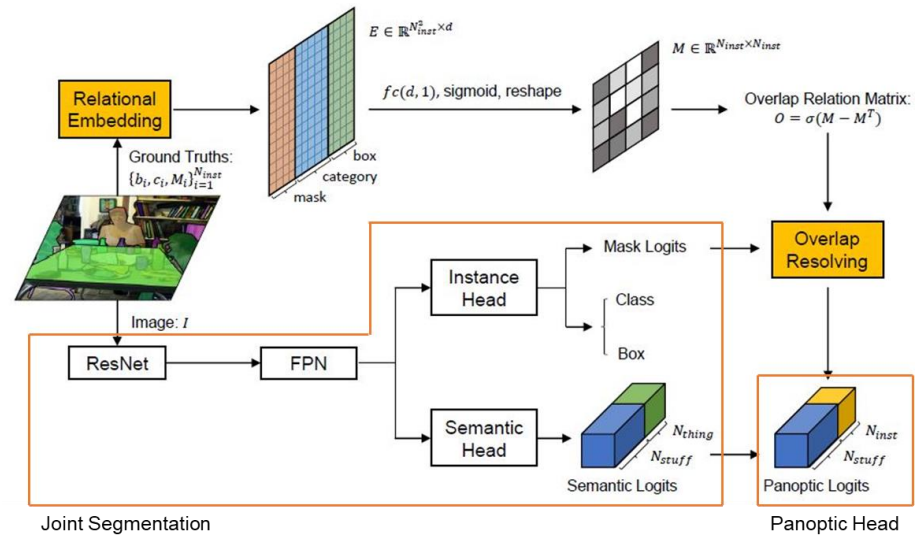 E ∈ ℝ^{N²_{inst}×d}
M ∈ ℝ^{N_{inst}×N_{inst}}
Relational
Embedding
fc(d, 1), sigmoid, reshape
Overlap Relation Matrix:
O = σ(M − M^T)
box
category
mask
Ground Truths:
{b_i, c_i, M_i}_{i=1}^{N_{inst}}
Mask Logits
Overlap
Resolving
Instance
Head
Class
Box
Image: I
ResNet
FPN
Semantic
Head
N_{thing}
N_{stuff}
Semantic Logits
N_{inst}
N_{stuff}
Panoptic Logits
Joint Segmentation
Panoptic Head